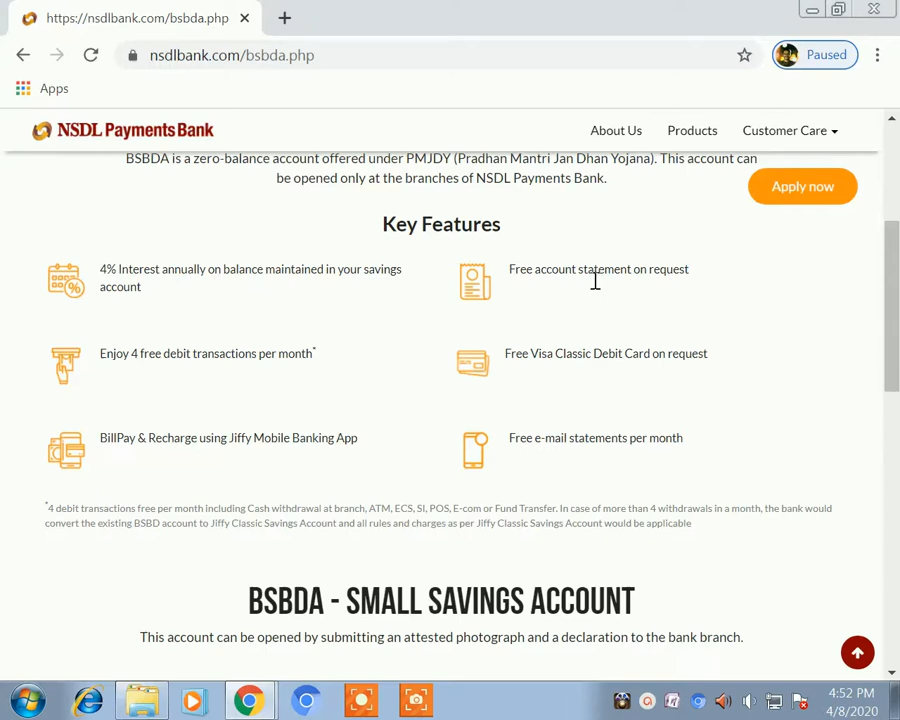 https://nsdlbank.com/bsbda.php
nsdlbank.com/bsbda.php
Paused
Apps
NSDL Payments Bank
About Us
Products
Customer Care
BSBDA is a zero-balance account offered under PMJDY (Pradhan Mantri Jan Dhan Yojana). This account can
be opened only at the branches of NSDL Payments Bank.
Apply now
Key Features
4% Interest annually on balance maintained in your savings
account
Free account statement on request
Enjoy 4 free debit transactions per month*
Free Visa Classic Debit Card on request
BillPay & Recharge using Jiffy Mobile Banking App
Free e-mail statements per month
*4 debit transactions free per month including Cash withdrawal at branch, ATM, ECS, SI, POS, E-com or Fund Transfer. In case of more than 4 withdrawals in a month, the bank would
convert the existing BSBD account to Jiffy Classic Savings Account and all rules and charges as per Jiffy Classic Savings Account would be applicable
BSBDA - SMALL SAVINGS ACCOUNT
This account can be opened by submitting an attested photograph and a declaration to the bank branch.
4:52 PM
4/8/2020